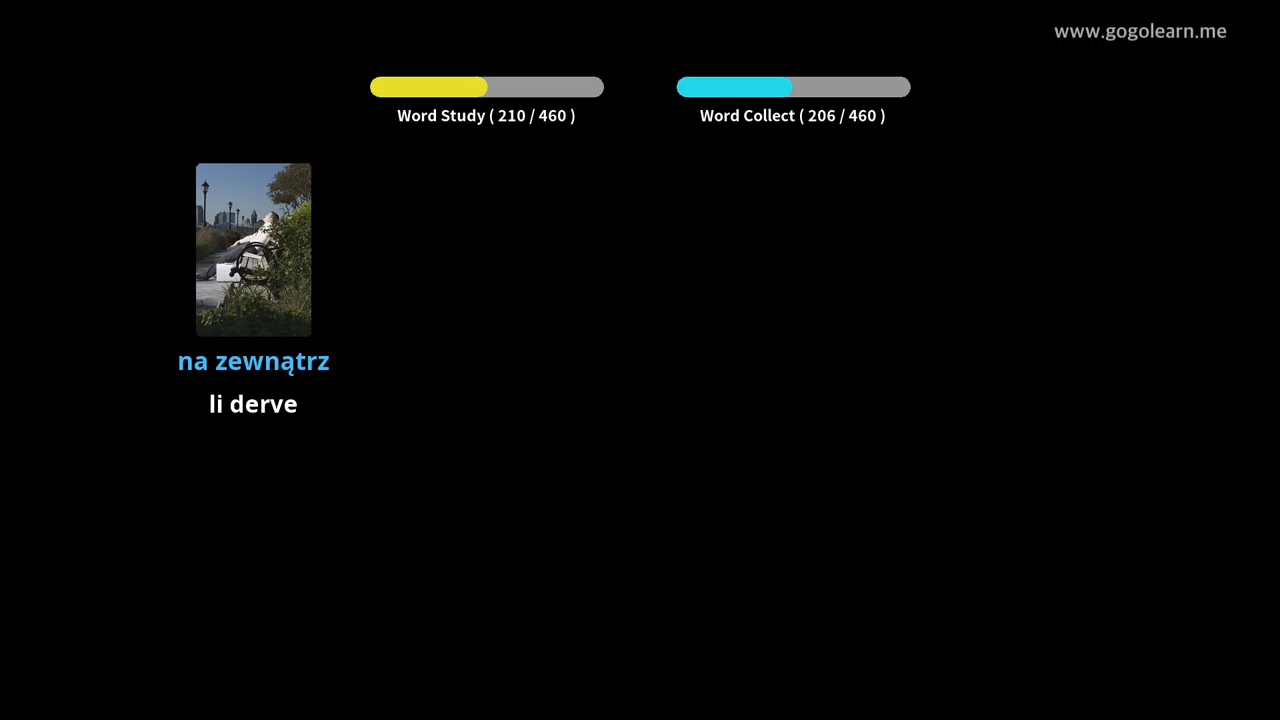 www.gogolearn.me
Word Study ( 210 / 460 )
Word Collect ( 206 / 460 )
na zewnątrz
li derve